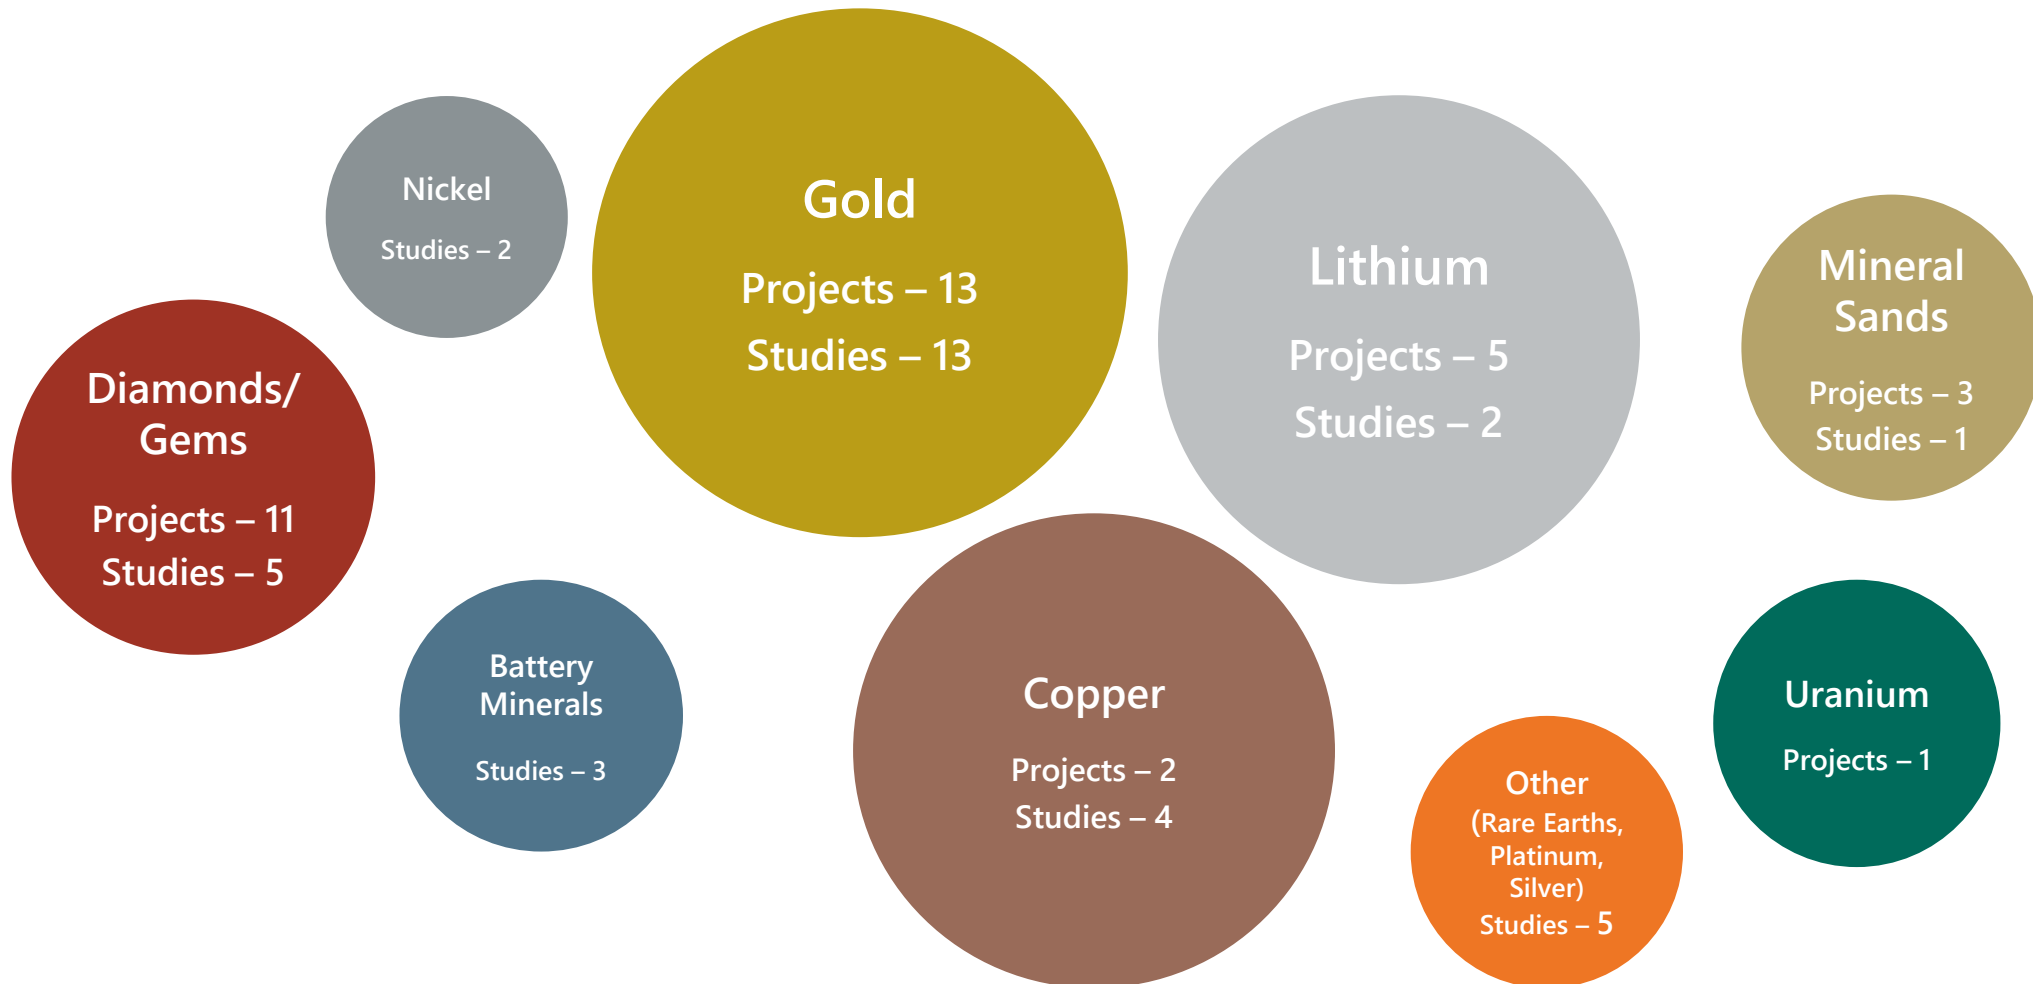 Nickel
Studies – 2
Gold
Projects – 13
Studies – 13
Lithium
Projects – 5
Studies – 2
Mineral
Sands
Projects – 3
Studies – 1
Diamonds/
Gems
Projects – 11
Studies – 5
Battery
Minerals
Studies – 3
Copper
Projects – 2
Studies – 4
Other
(Rare Earths,
Platinum,
Silver)
Studies – 5
Uranium
Projects – 1